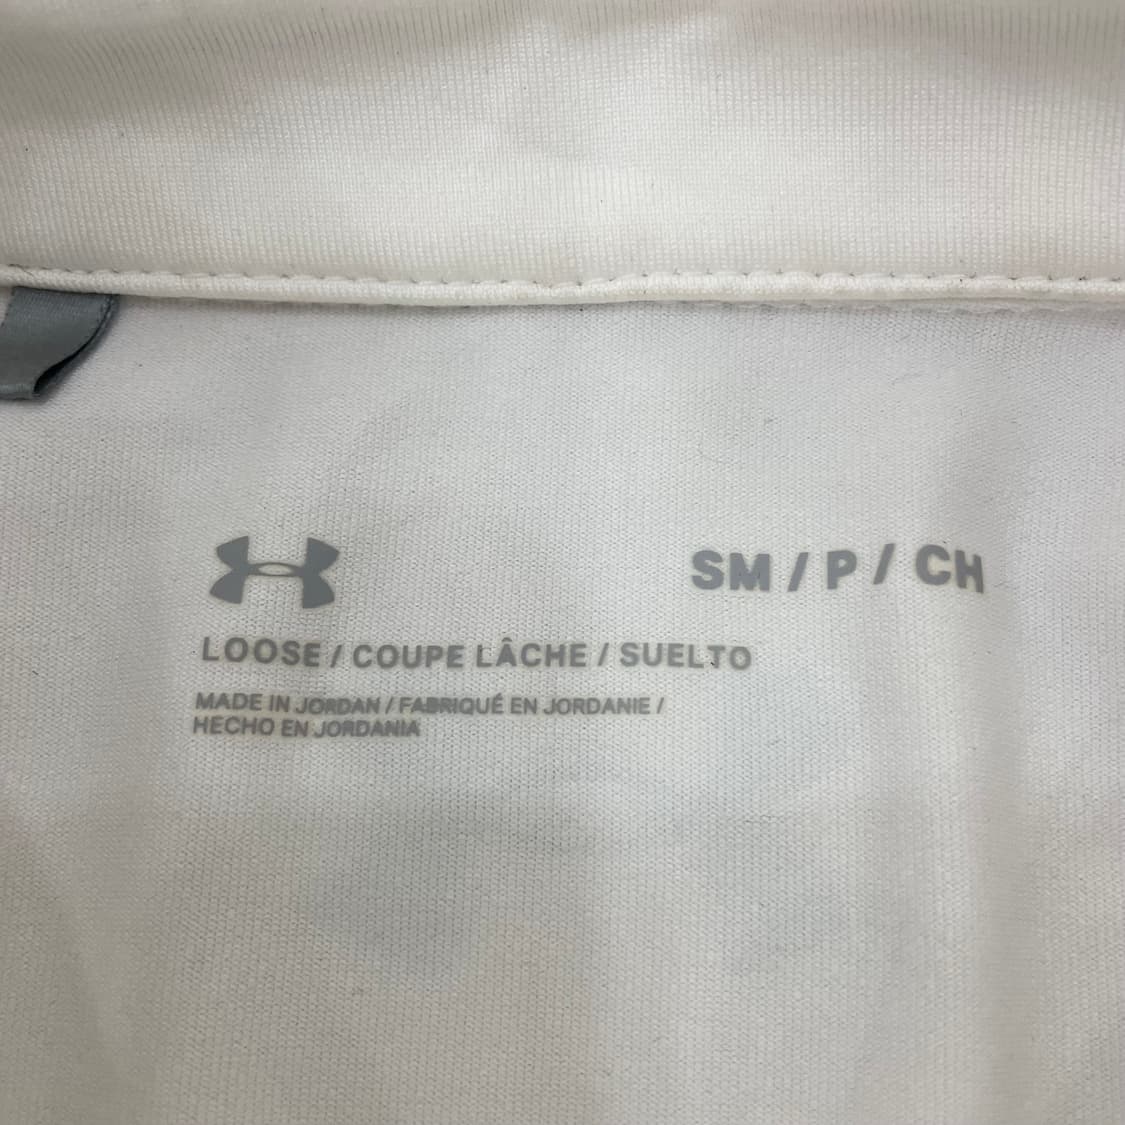 SM / P / CH
LOOSE / COUPE LÂCHE / SUELTO
MADE IN JORDAN / FABRIQUÉ EN JORDANIE /
HECHO EN JORDANIA